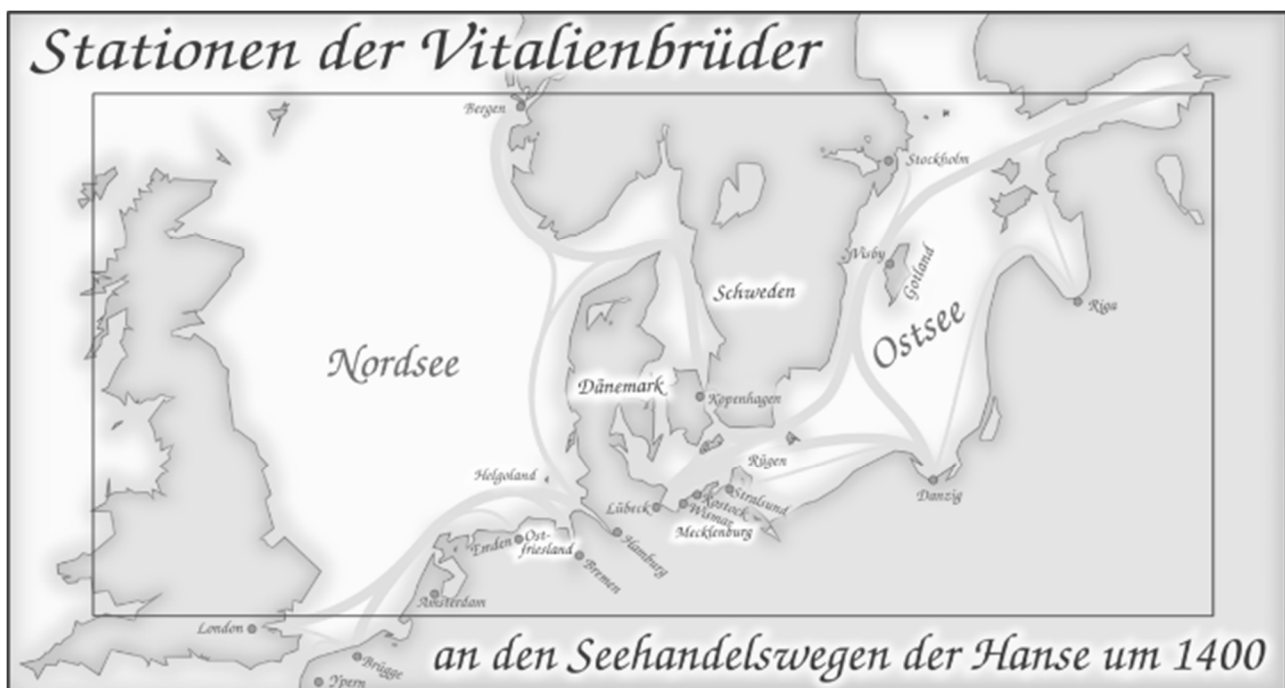 Stationen der Vitalienbrüder
Bergen
Stockholm
Visby
Gotland
Schweden
Riga
Ostsee
Nordsee
Dänemark
Kopenhagen
Helgoland
Rügen
Lübeck
Stralsund
Rostock
Wismar
Mecklenburg
Danzig
Emden
Ost-
friesland
Hamburg
Bremen
Amsterdam
London
Brügge
Ypern
an den Seehandelswegen der Hanse um 1400